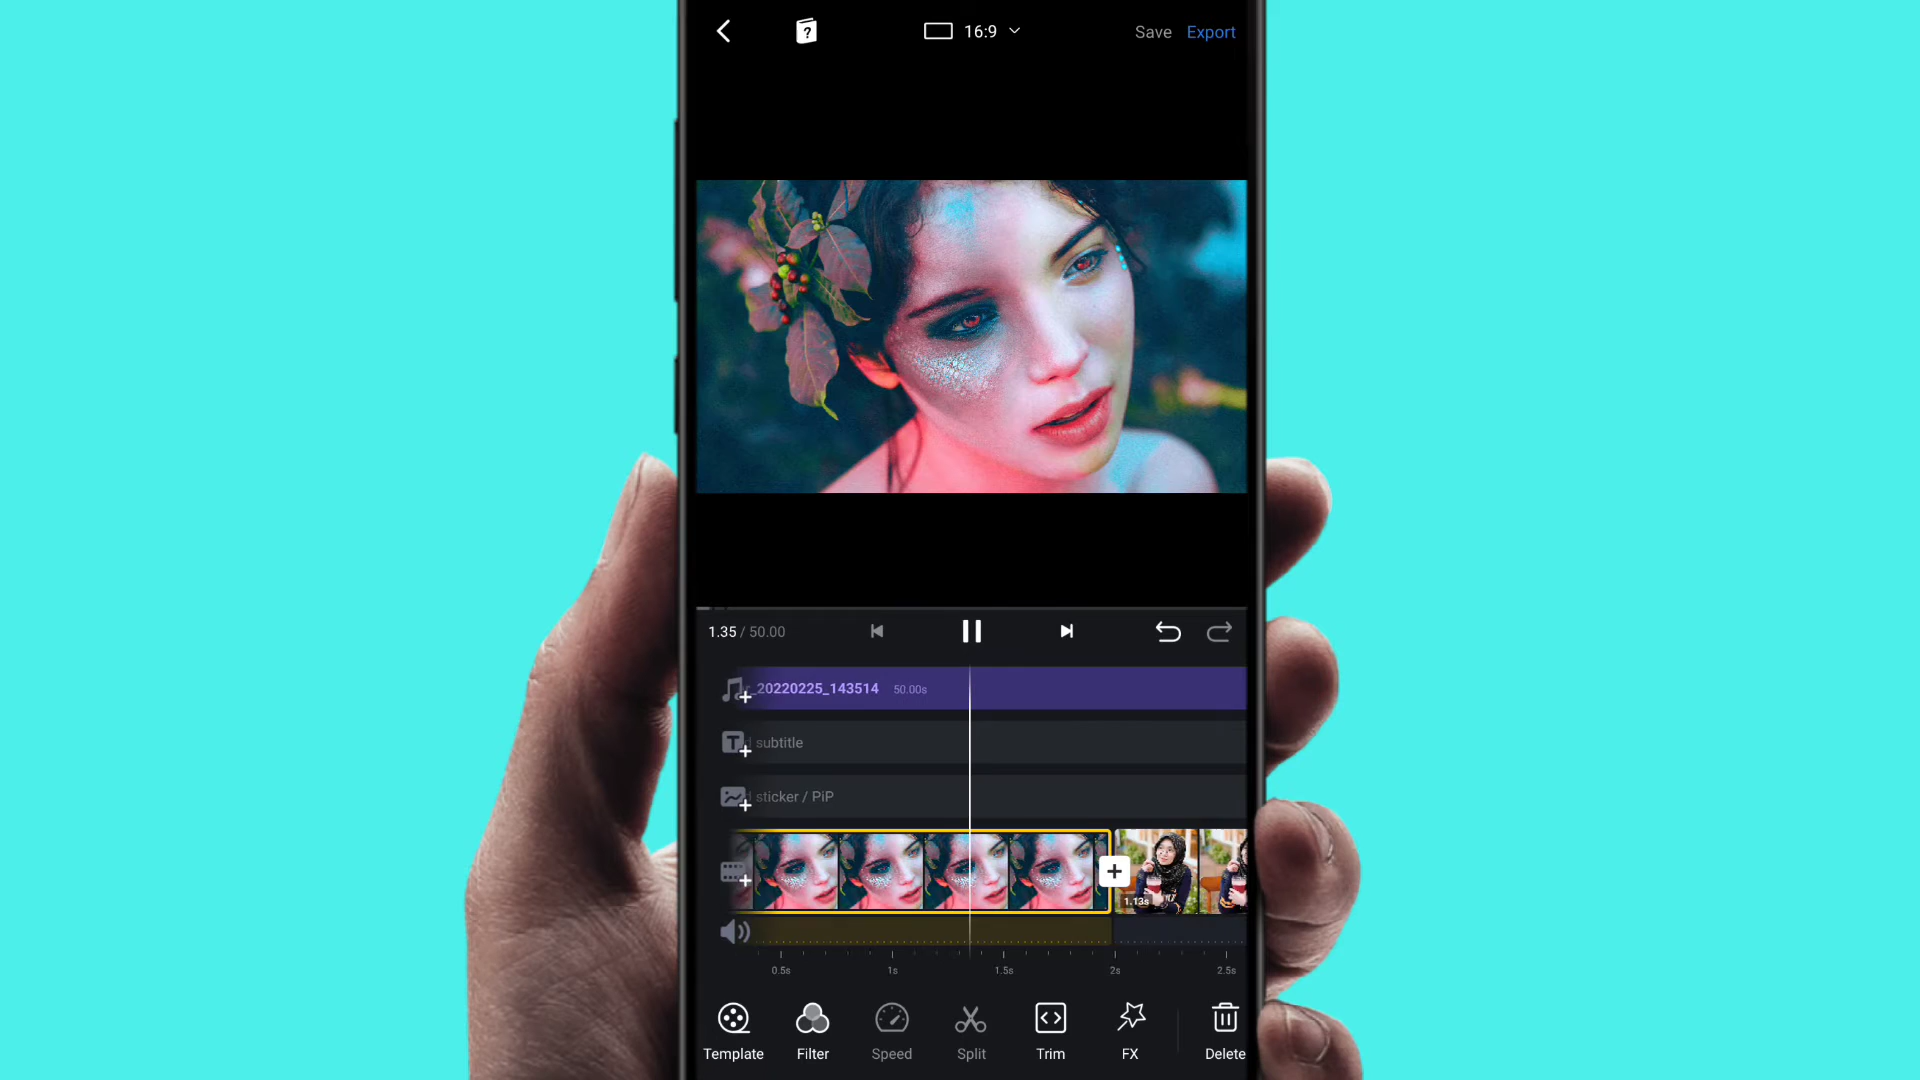 ? 16:9 Save Export
1.35 / 50.00
_20220225_143514 50.00s
T subtitle
sticker / PiP
1.13s
0.5s 1s 1.5s 2s 2.5s
Template Filter Speed Split Trim FX Delete